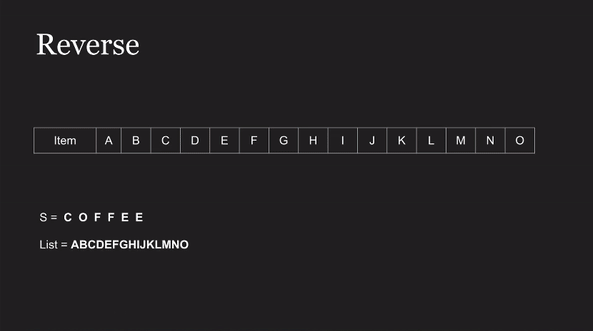 Reverse
Item A B C D E F G H I J K L M N O
S = C O F F E E
List = ABCDEFGHIJKLMNO